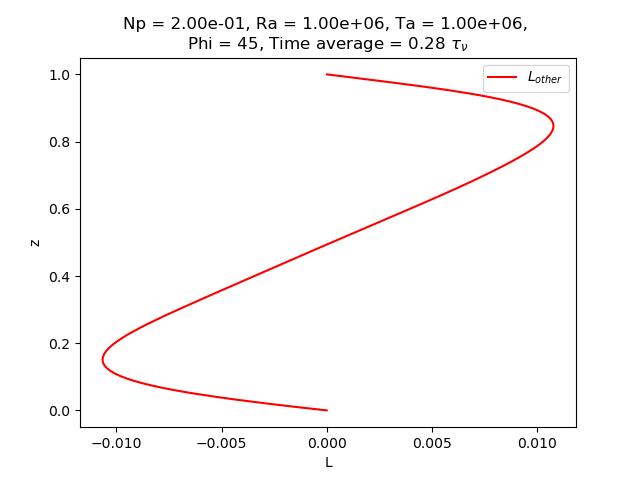 Np = 2.00e-01, Ra = 1.00e+06, Ta = 1.00e+06,
Phi = 45, Time average = 0.28 τν
L_other
1.0
0.8
0.6
0.4
0.2
0.0
z
−0.010 −0.005 0.000 0.005 0.010
L